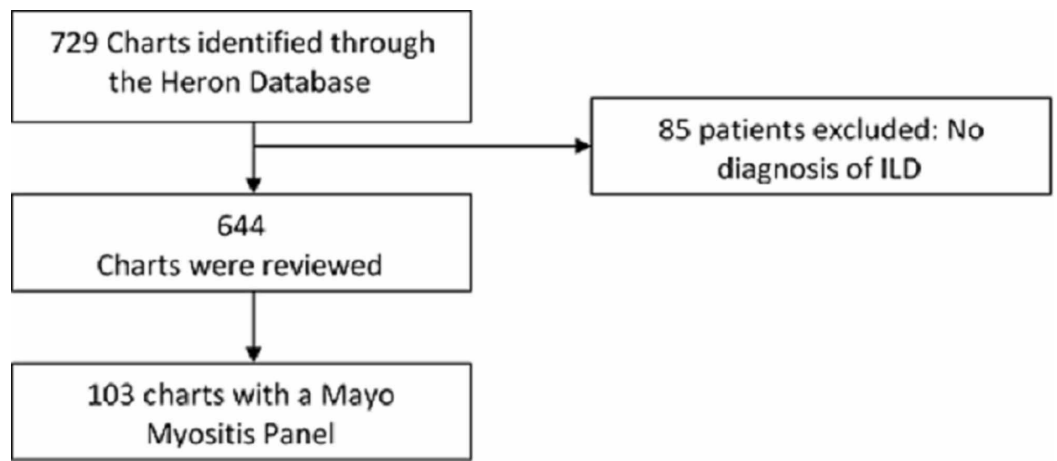 729 Charts identified through
the Heron Database
85 patients excluded: No
diagnosis of ILD
644
Charts were reviewed
103 charts with a Mayo
Myositis Panel